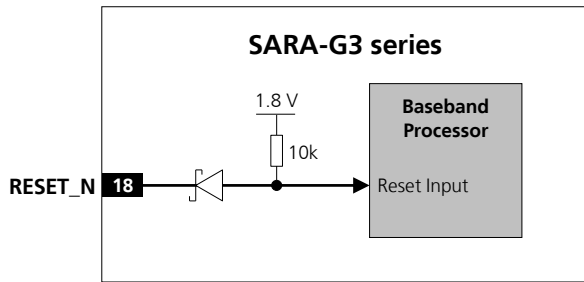 SARA-G3 series
1.8 V
Baseband
Processor
10k
RESET_N 18
Reset Input